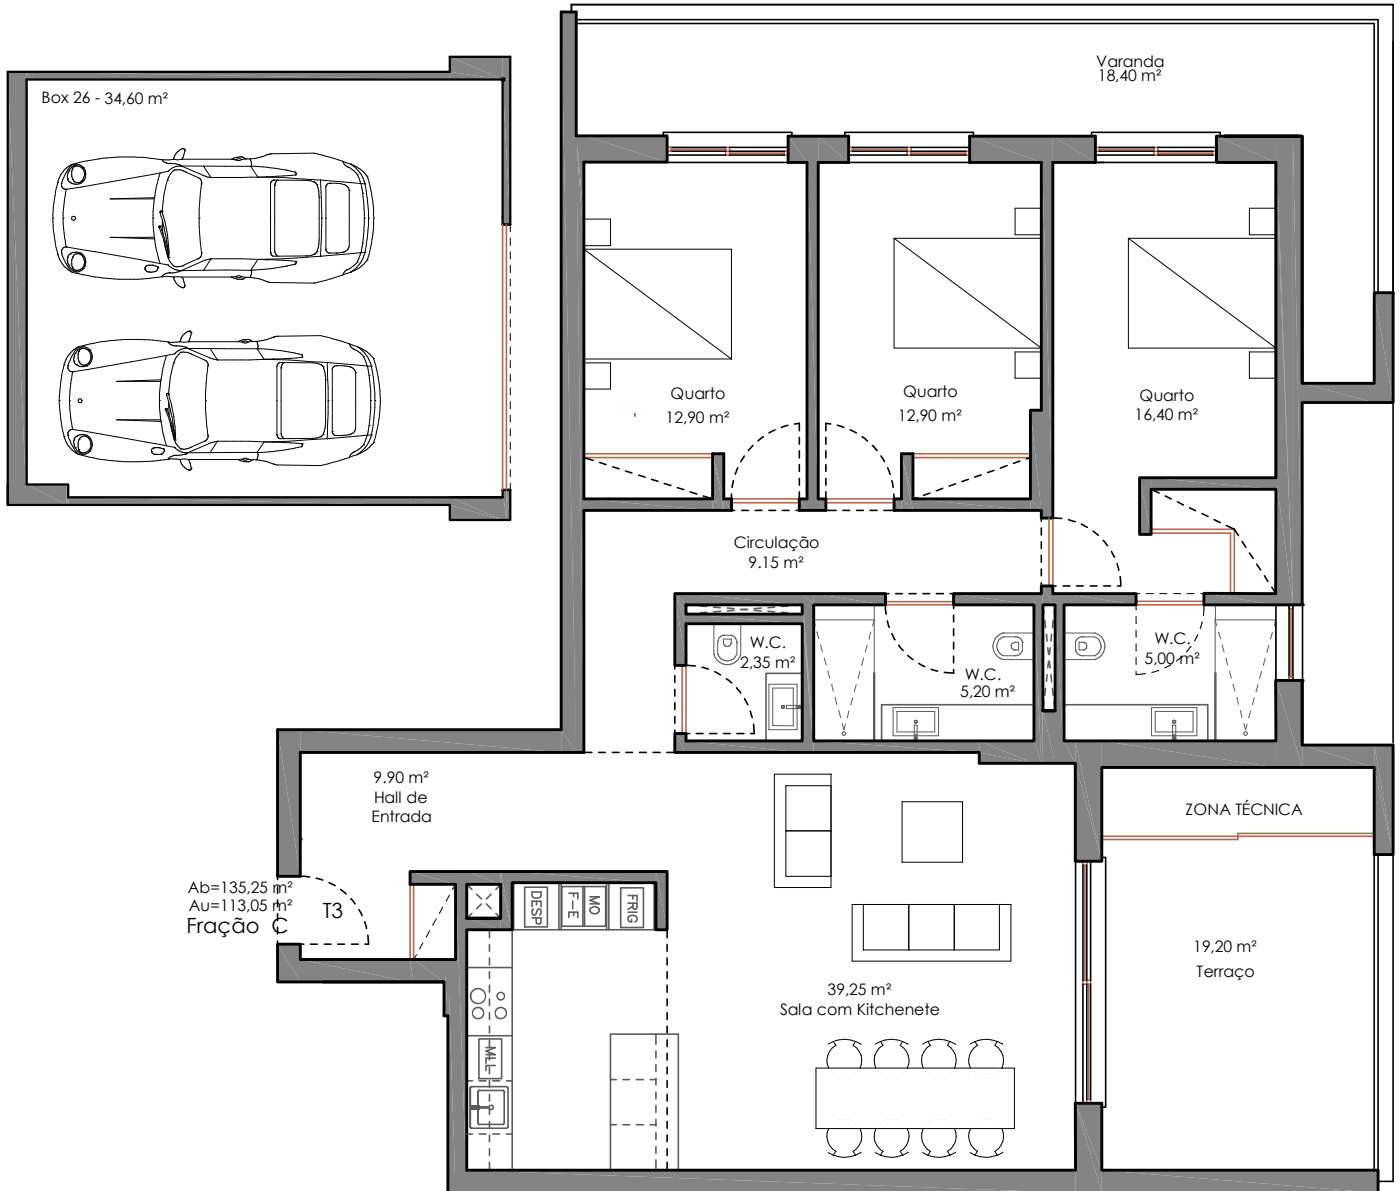 Varanda
18,40 m²
Box 26 - 34,60 m²
Quarto
12,90 m²
Quarto
12,90 m²
Quarto
16,40 m²
Circulação
9.15 m²
W.C.
2,35 m²
W.C.
5,20 m²
W.C.
5,00 m²
9.90 m²
Hall de
Entrada
ZONA TÉCNICA
Ab=135,25 m²
Au=113,05 m²
Fração C
T3
DESP
F-E
MO
FRIG
MLL
39,25 m²
Sala com Kitchenete
19,20 m²
Terraço